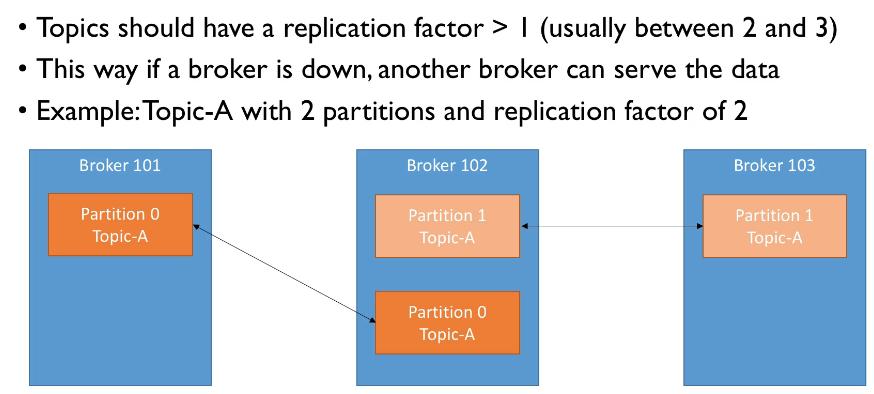 • Topics should have a replication factor > 1 (usually between 2 and 3)
• This way if a broker is down, another broker can serve the data
• Example: Topic-A with 2 partitions and replication factor of 2
Broker 101
Partition 0
Topic-A
Broker 102
Partition 1
Topic-A
Partition 0
Topic-A
Broker 103
Partition 1
Topic-A